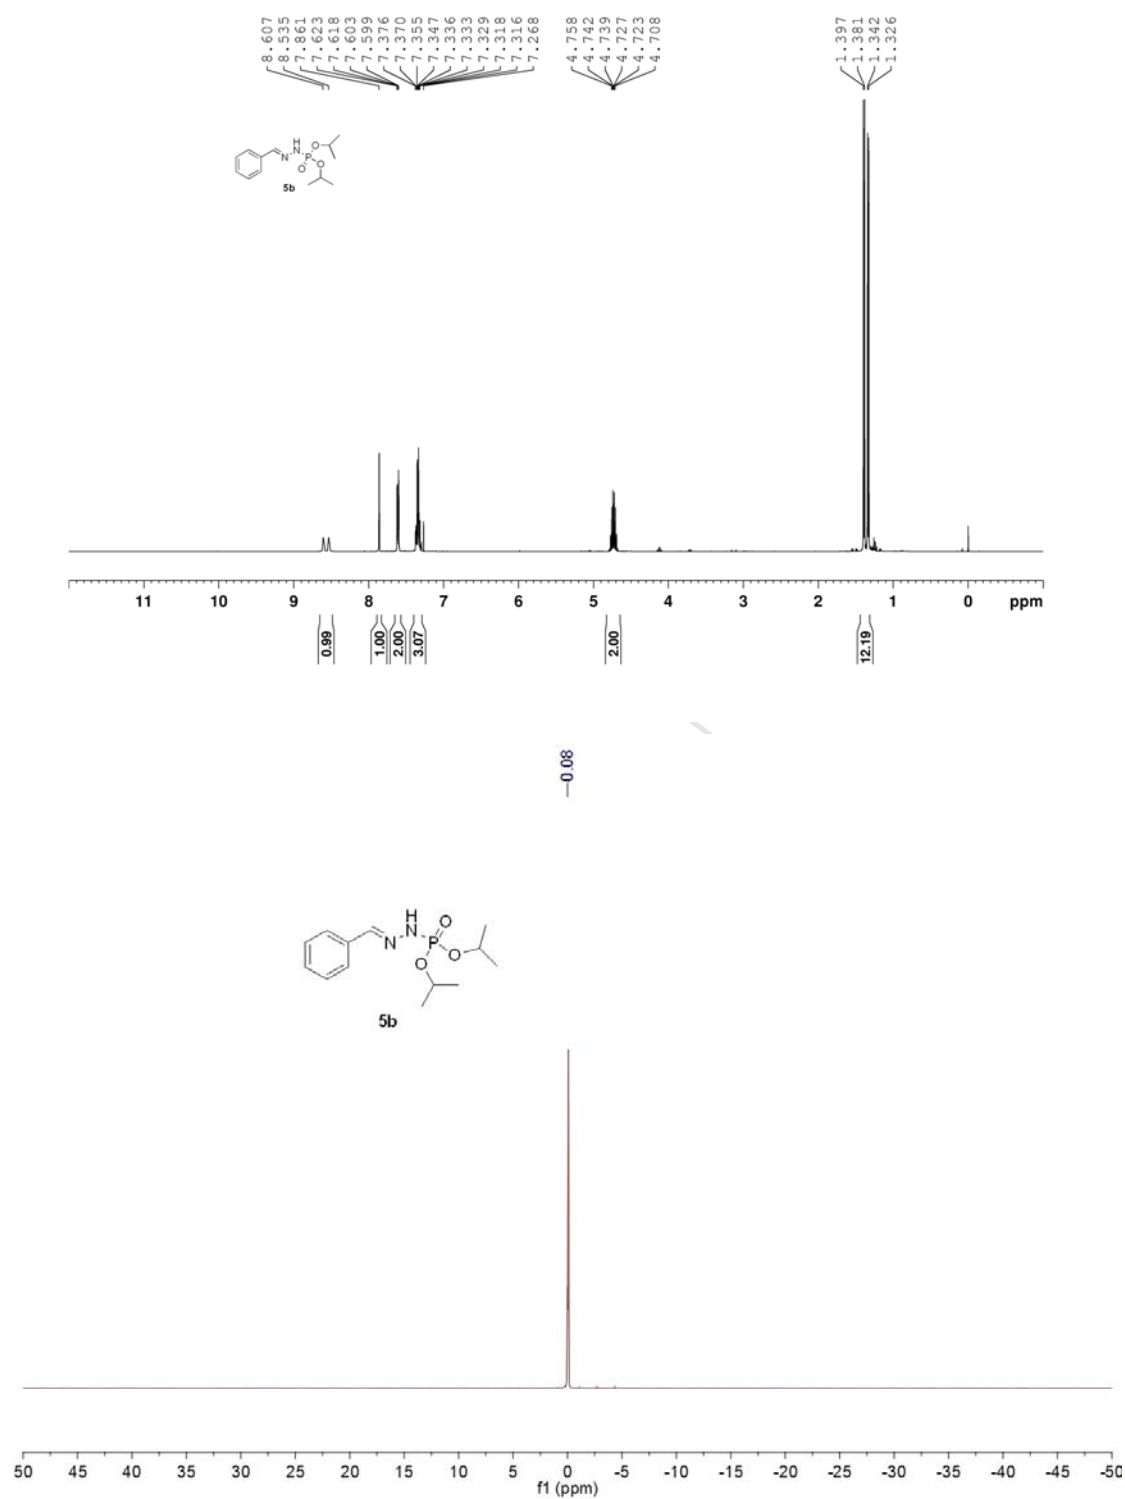 8.607
8.535
7.861
7.623
7.618
7.603
7.599
7.376
7.370
7.355
7.347
7.336
7.333
7.329
7.318
7.316
7.268
4.758
4.742
4.739
4.727
4.723
4.708
1.397
1.381
1.342
1.326
H
N
N
P
O
O
O
5b
11 10 9 8 7 6 5 4 3 2 1 0 ppm
0.99
1.00
2.00
3.07
2.00
12.19
—0.08
H
N
N
P
O
O
O
5b
50 45 40 35 30 25 20 15 10 5 0 -5 -10 -15 -20 -25 -30 -35 -40 -45 -50
f1 (ppm)